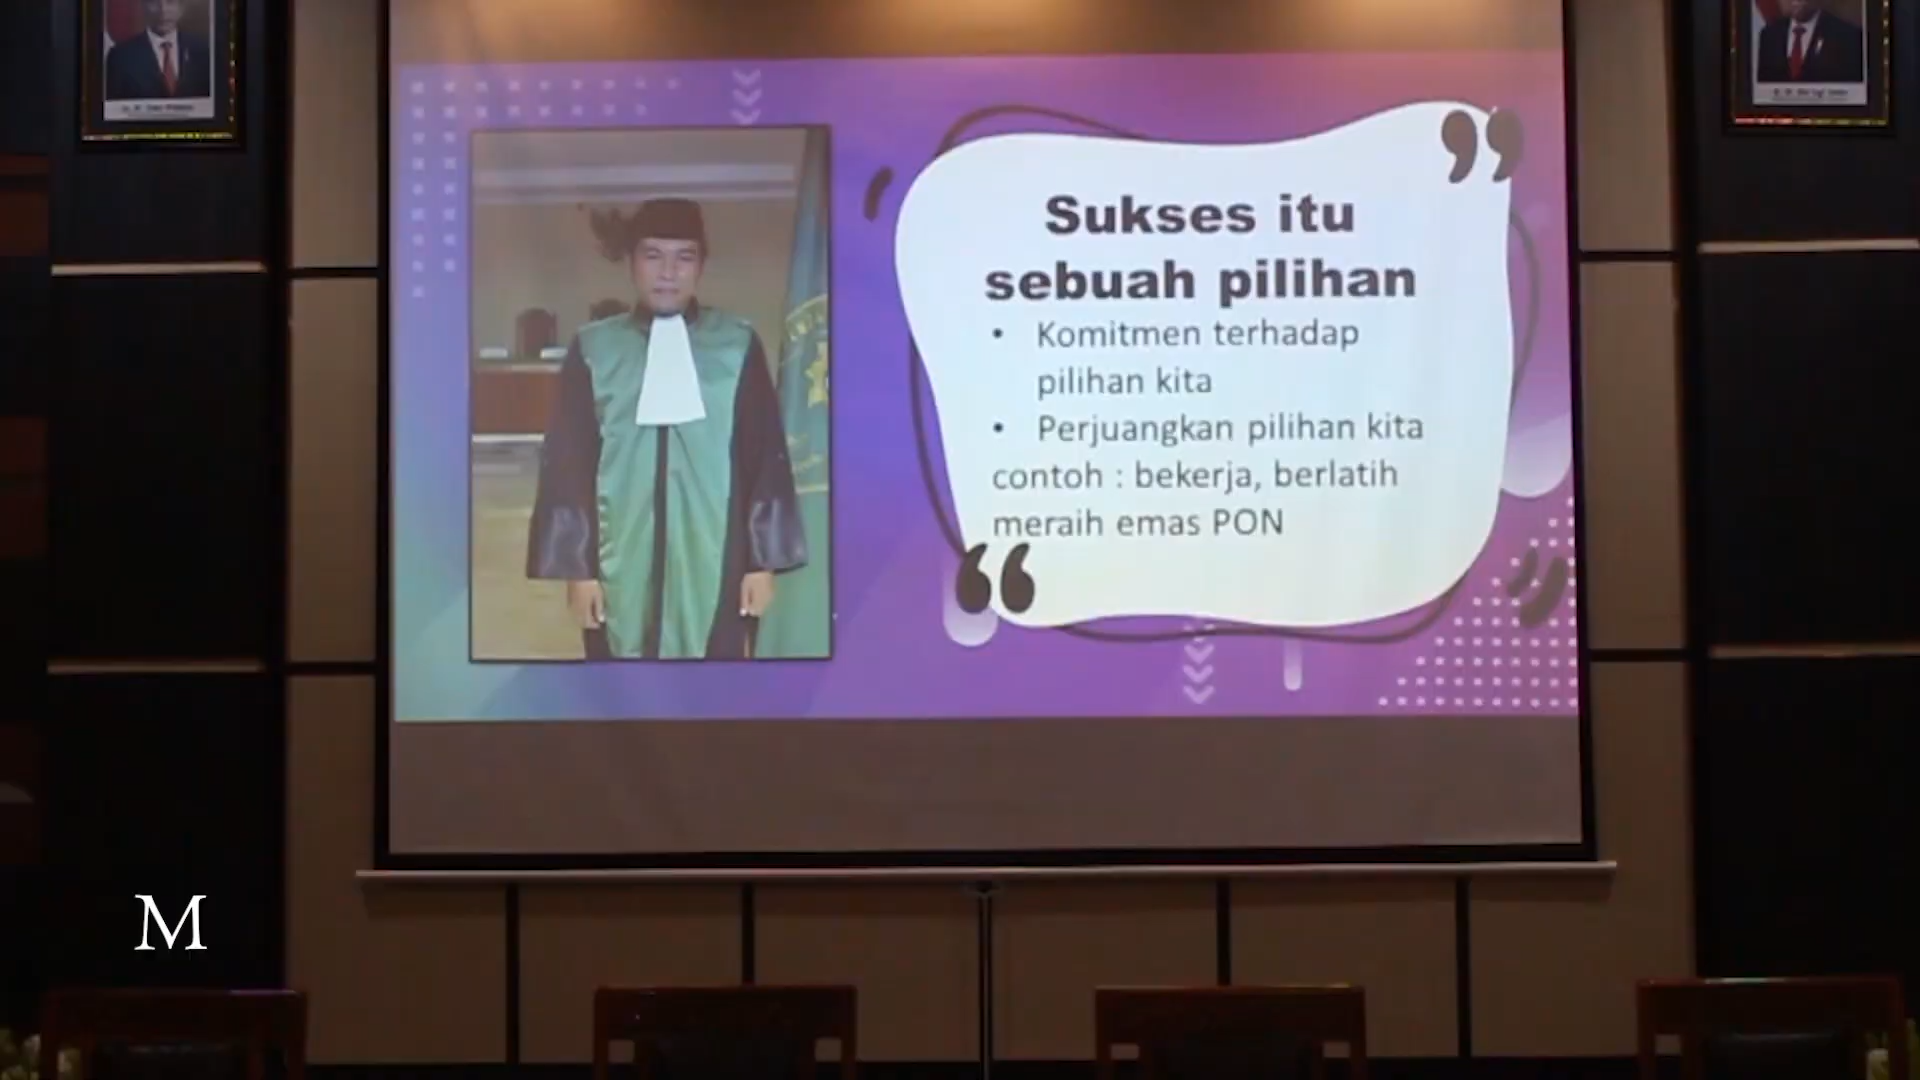 Sukses itu
sebuah pilihan
• Komitmen terhadap
pilihan kita
• Perjuangkan pilihan kita
contoh : bekerja, berlatih
meraih emas PON
M